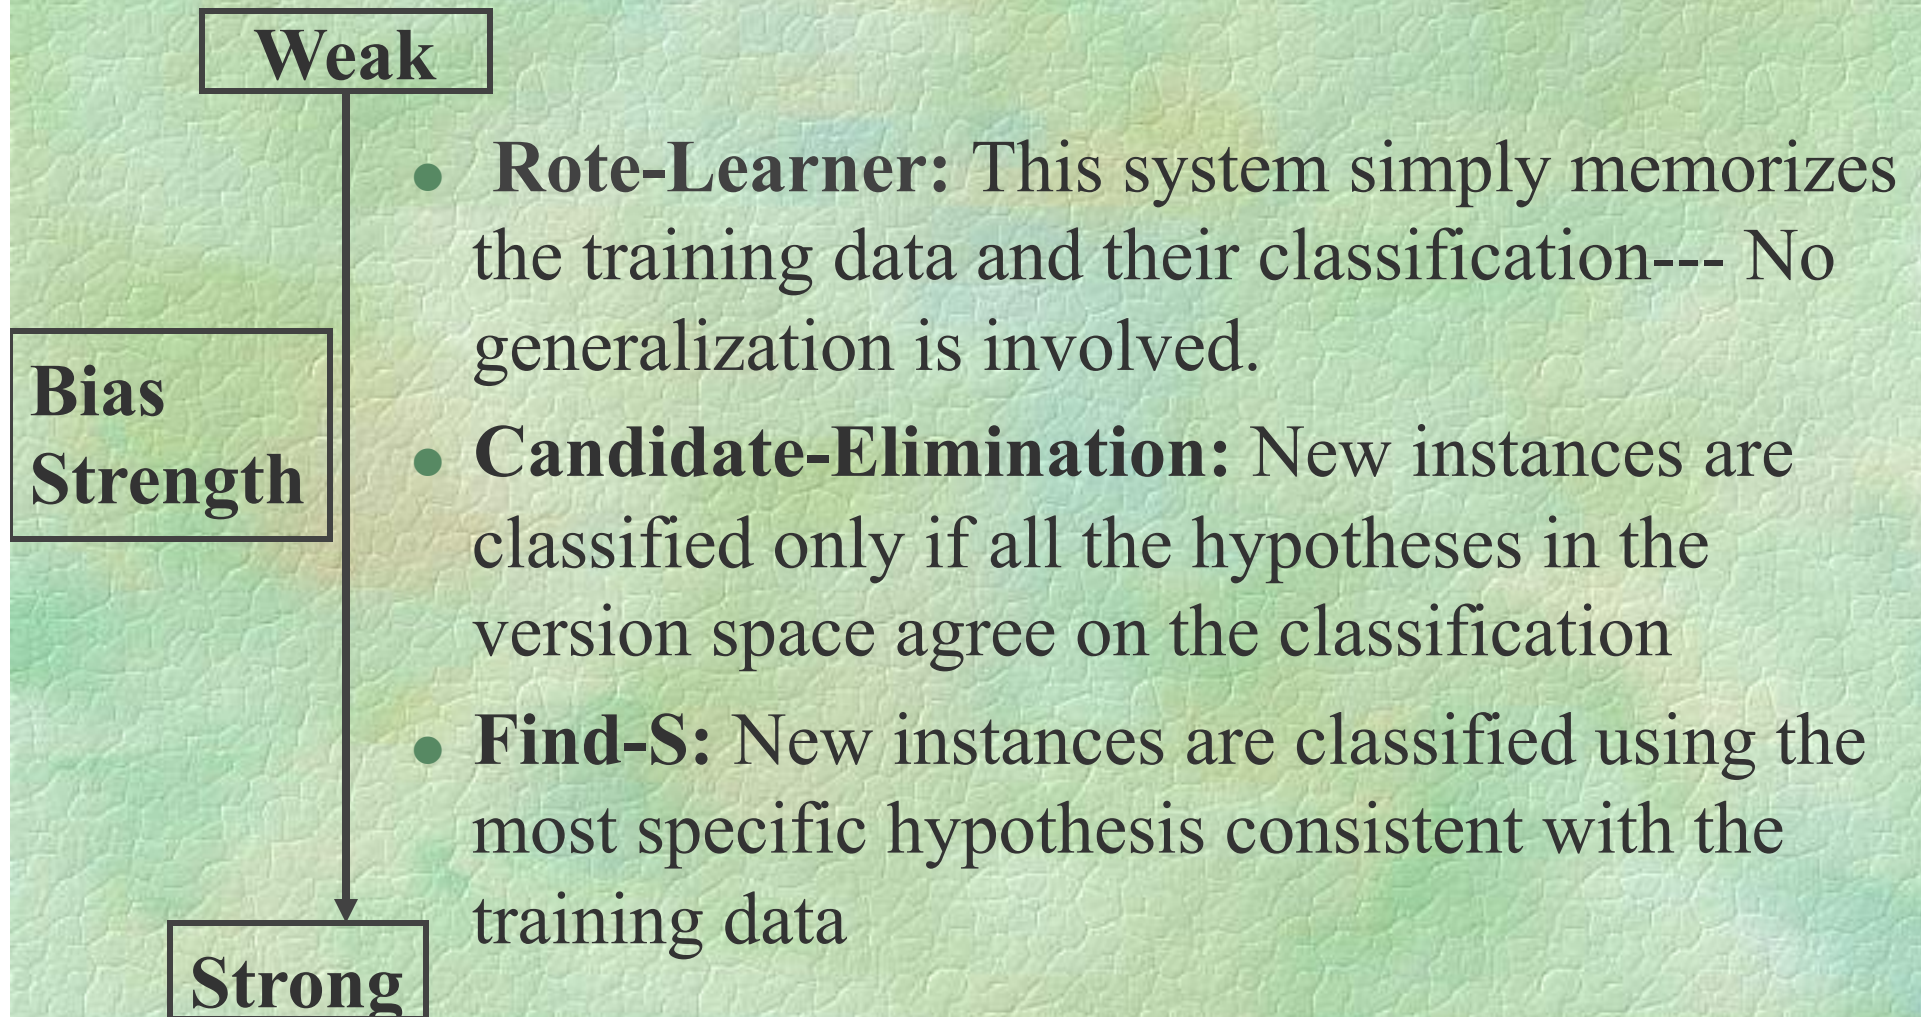 Weak
• Rote-Learner: This system simply memorizes
the training data and their classification--- No
generalization is involved.
Bias
Strength
• Candidate-Elimination: New instances are
classified only if all the hypotheses in the
version space agree on the classification
• Find-S: New instances are classified using the
most specific hypothesis consistent with the
training data
Strong